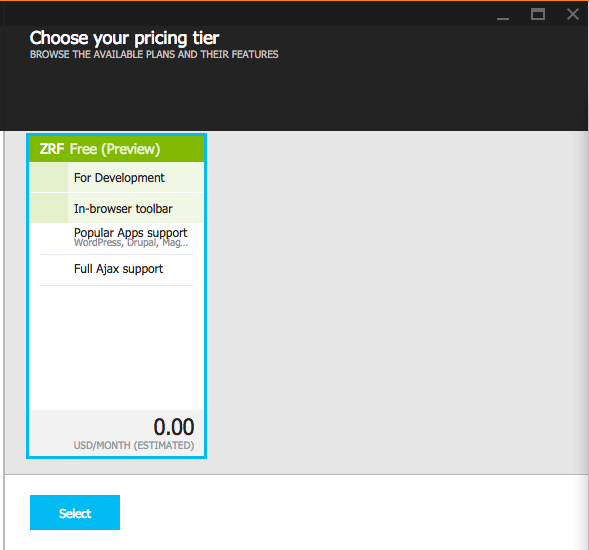 Choose your pricing tier
BROWSE THE AVAILABLE PLANS AND THEIR FEATURES
ZRF Free (Preview)
For Development
In-browser toolbar
Popular Apps support
WordPress, Drupal, Mag...
Full Ajax support
0.00
USD/MONTH (ESTIMATED)
Select